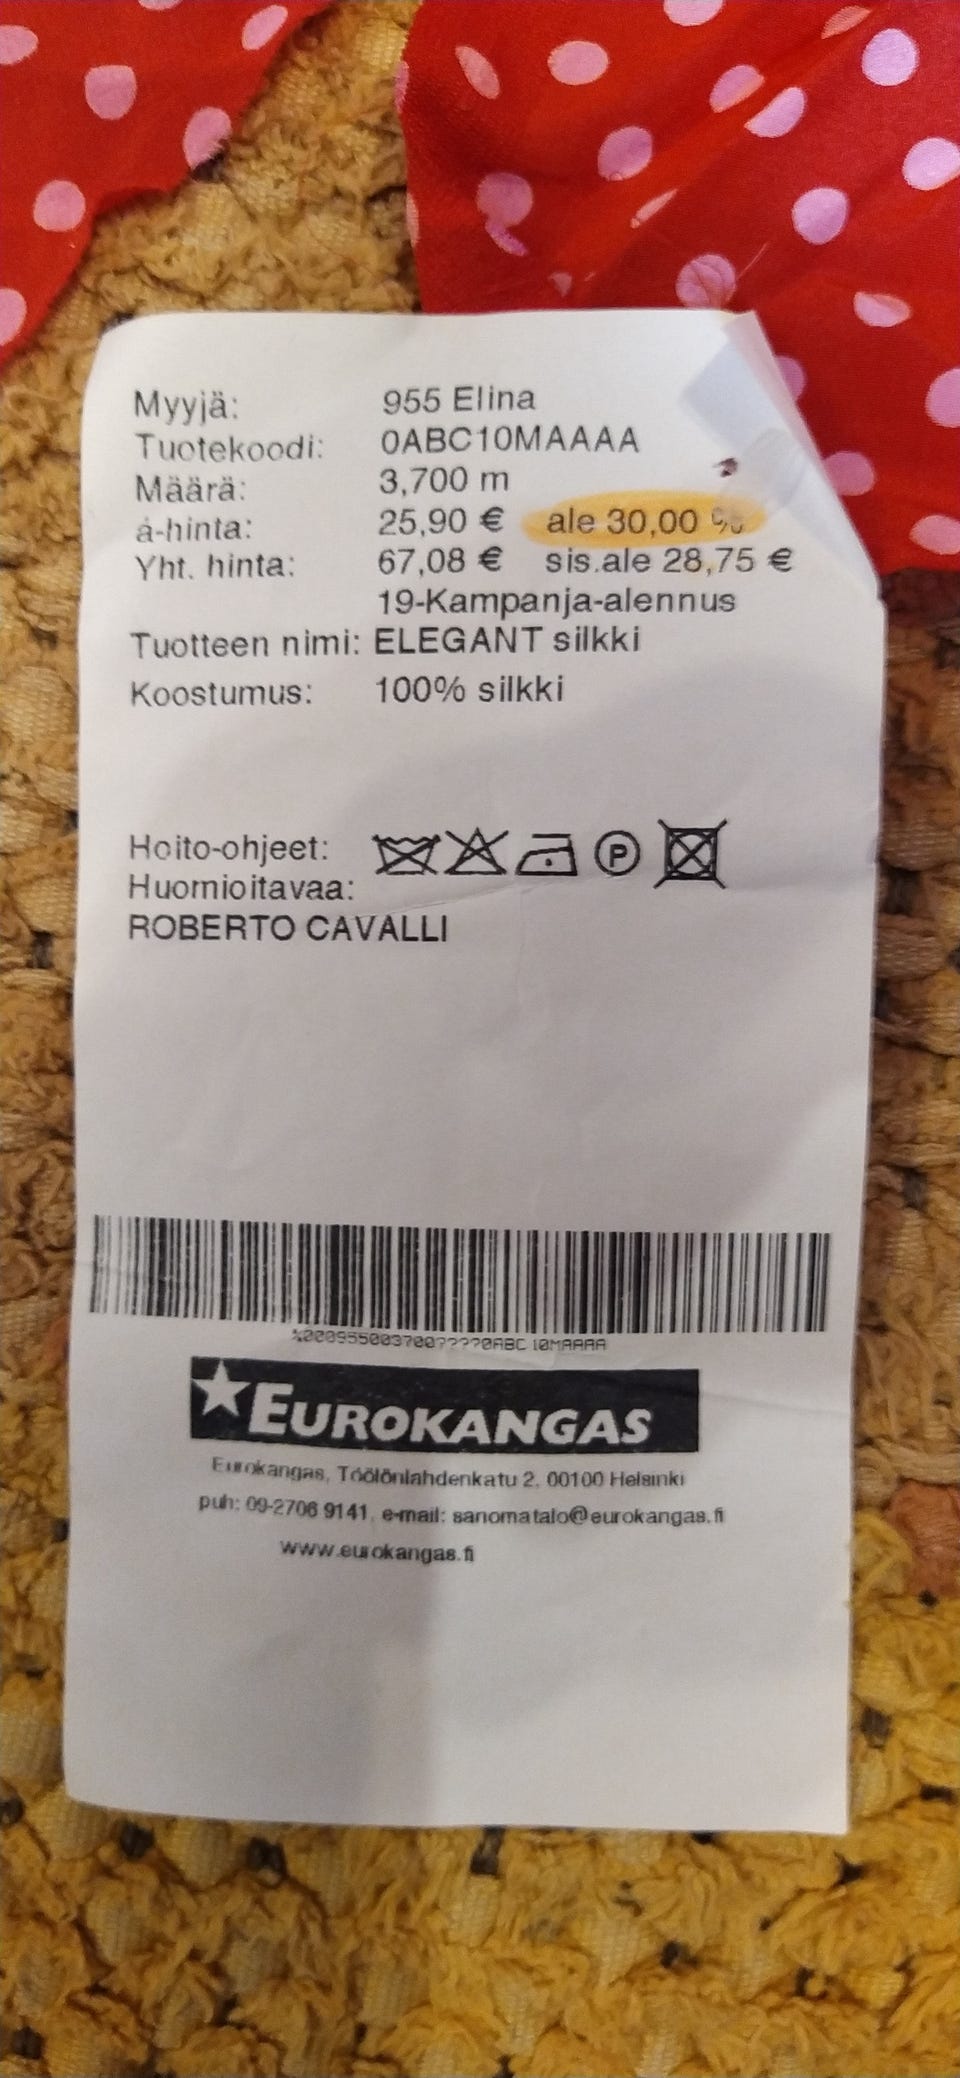 Myyjä: 955 Elina
Tuotekoodi: 0ABC10MAAAA
Määrä: 3,700 m
á-hinta: 25,90 € ale 30,00 %
Yht. hinta: 67,08 € sis.ale 28,75 €
19-Kampanja-alennus
Tuotteen nimi: ELEGANT silkki
Koostumus: 100% silkki
Hoito-ohjeet: P
Huomioitavaa:
ROBERTO CAVALLI
%000955003700????0ABC10MAAAA
EUROKANGAS
Eurokangas, Töölönlahdenkatu 2, 00100 Helsinki
puh: 09-2706 9141, e-mail: sanomatalo@eurokangas.fi
www.eurokangas.fi